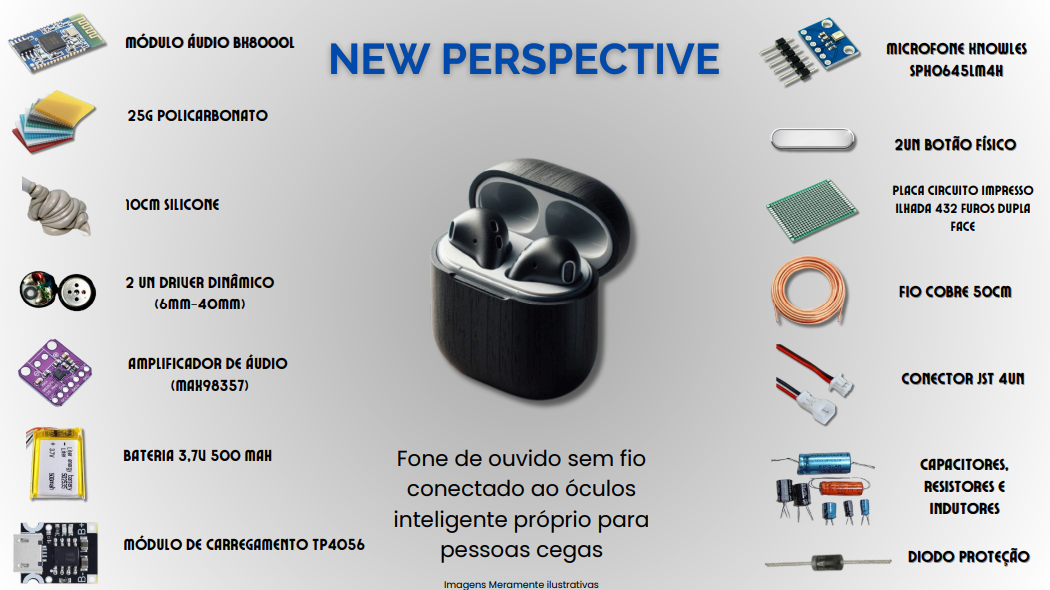 NEW PERSPECTIVE
MÓDULO ÁUDIO BK8000L
25G POLICARBONATO
10CM SILICONE
2 UN DRIVER DINÂMICO
(6MM-40MM)
AMPLIFICADOR DE ÁUDIO
(MAX98357)
BATERIA 3,7V 500 MAH
MÓDULO DE CARREGAMENTO TP4056
Fone de ouvido sem fio
conectado ao óculos
inteligente próprio para
pessoas cegas
Imagens Meramente ilustrativas
MICROFONE KNOWLES
SPH0645LM4H
2UN BOTÃO FÍSICO
PLACA CIRCUITO IMPRESSO
ILHADA 432 FUROS DUPLA
FACE
FIO COBRE 50CM
CONECTOR JST 4UN
CAPACITORES,
RESISTORES E
INDUTORES
DIODO PROTEÇÃO
B+
B-